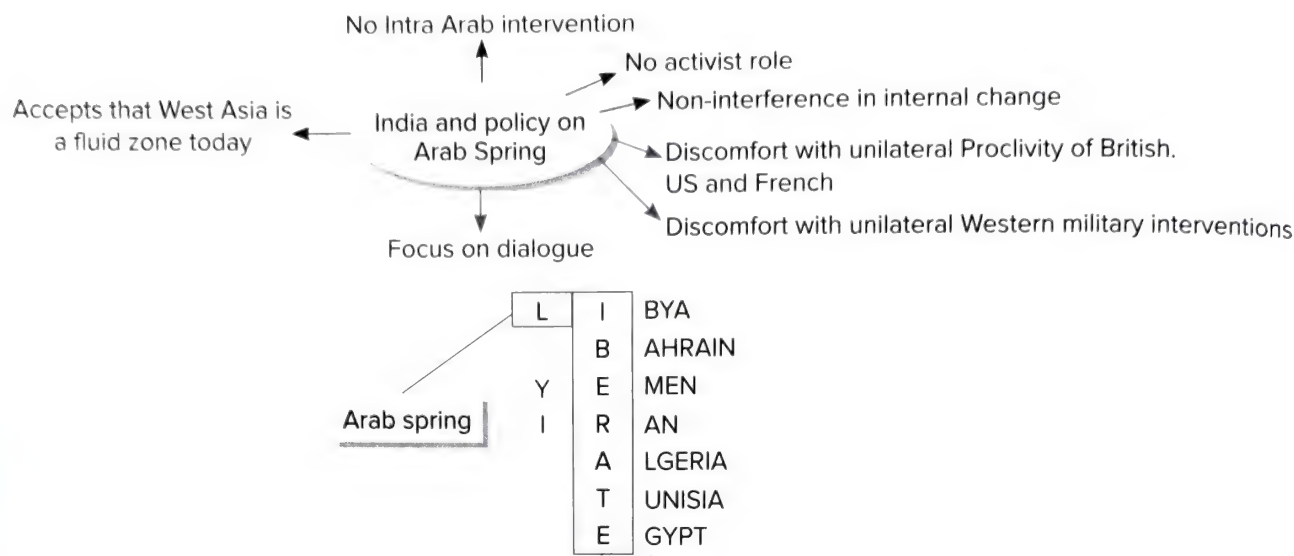 No Intra Arab intervention
No activist role
Accepts that West Asia is
a fluid zone today
India and policy on
Arab Spring
Non-interference in internal change
Discomfort with unilateral Proclivity of British.
US and French
Discomfort with unilateral Western military interventions
Focus on dialogue
L I BYA
B AHRAIN
Y E MEN
Arab spring
I R AN
A LGERIA
T UNISIA
E GYPT